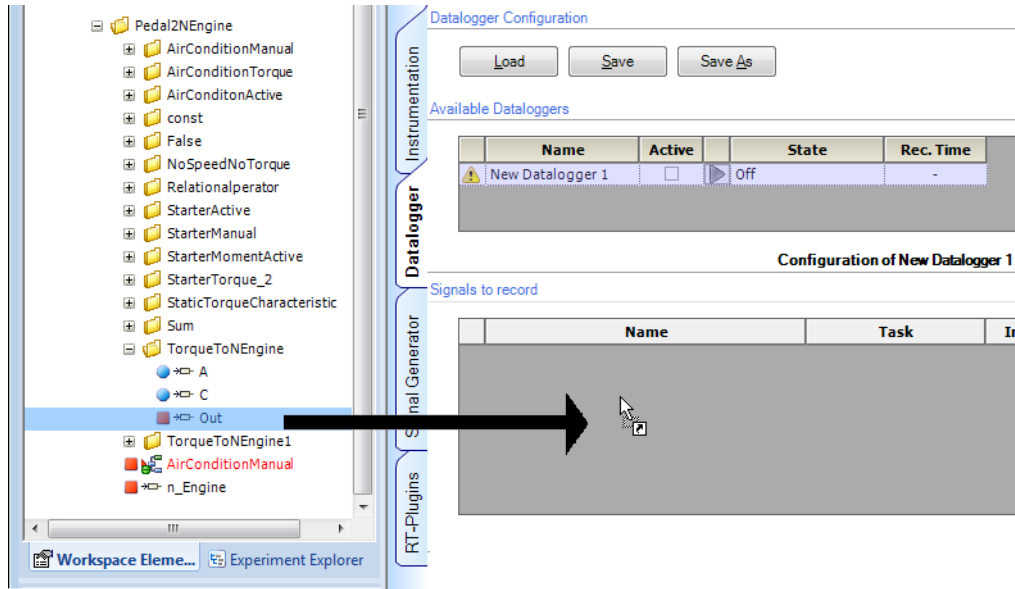 Pedal2NEngine
AirConditionManual
AirConditionTorque
AirConditonActive
const
False
NoSpeedNoTorque
Relationalperator
StarterActive
StarterManual
StarterMomentActive
StarterTorque_2
StaticTorqueCharacteristic
Sum
TorqueToNEngine
A
C
Out
TorqueToNEngine1
AirConditionManual
n_Engine
Workspace Eleme... Experiment Explorer
Instrumentation
Datalogger
nal Generator
RT-Plugins
Datalogger Configuration
Load Save Save As
Available Dataloggers
Name Active State Rec. Time
New Datalogger 1 Off -
Configuration of New Datalogger 1
Signals to record
Name Task